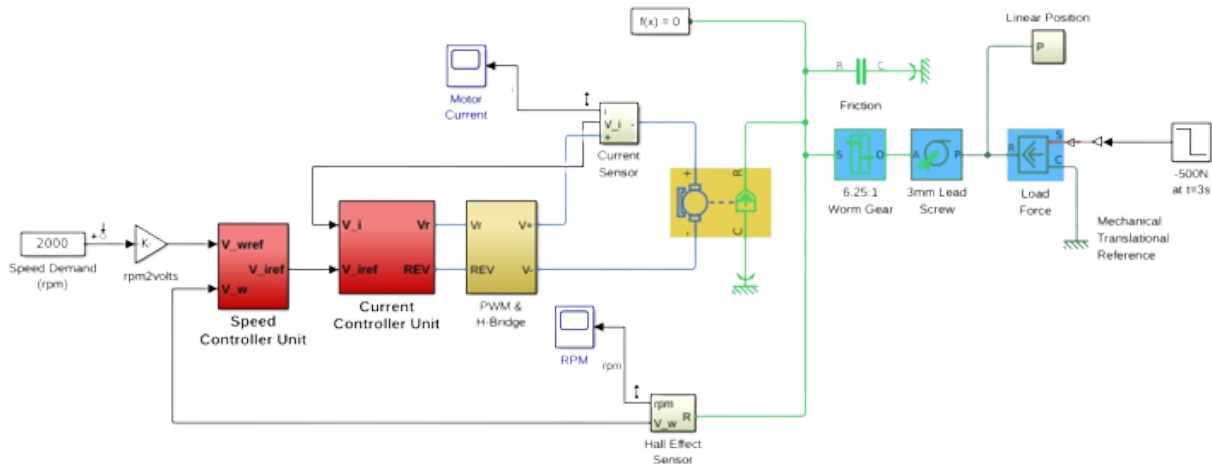 f(x) = 0
Linear Position
P
R
C
Friction
Motor
Current
i
i
V_i
-
+
Current
Sensor
+
-
R
C
S
O
6.25:1
Worm Gear
A
P
3mm Lead
Screw
R
S
C
Load
Force
-500N
at t=3s
Mechanical
Translational
Reference
2000
Speed Demand
(rpm)
K-
rpm2volts
V_wref
V_iref
V_w
Speed
Controller Unit
V_i
Vr
V_iref
REV
Current
Controller Unit
Vr
V+
REV
V-
PWM &
H-Bridge
RPM
rpm
rpm
V_w
R
Hall Effect
Sensor